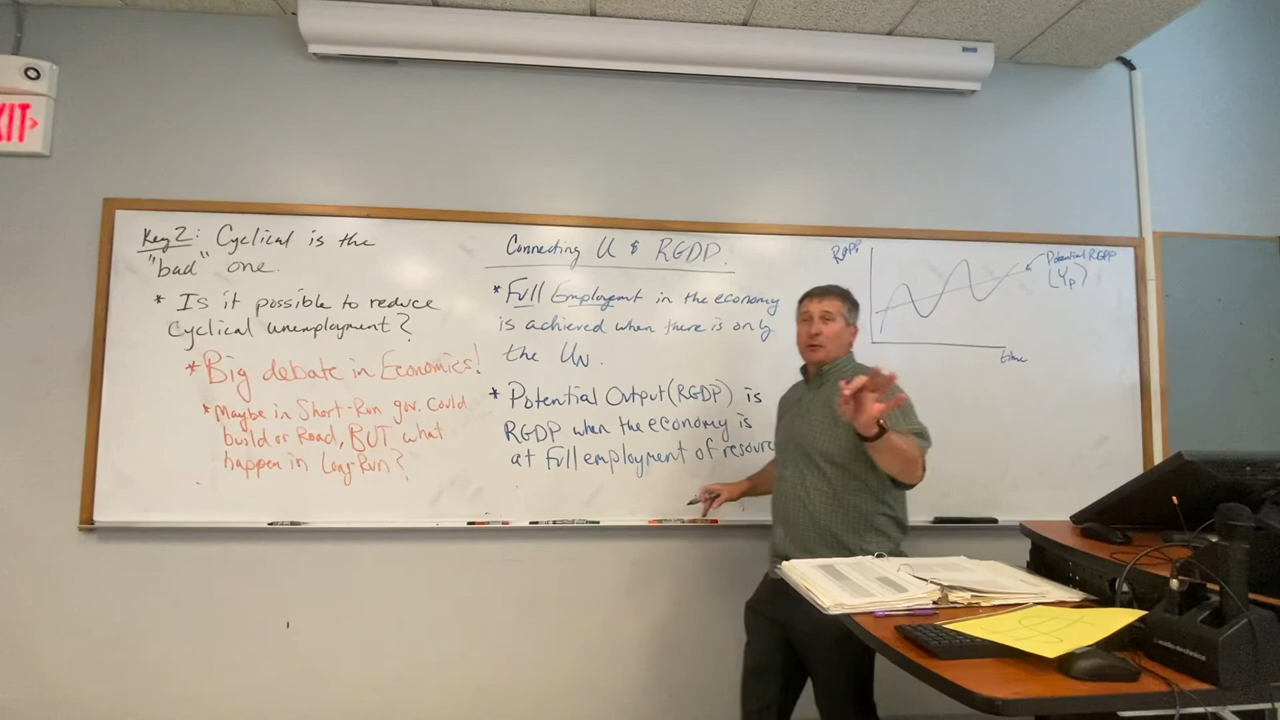 XIT
Key 2: Cyclical is the
"bad" one.
* Is it possible to reduce
Cyclical unemployment?
* Big debate in Economics!
* Maybe in Short-Run gov. Could
build or Road, BUT what
happen in Long-Run?
Connecting U & RGDP.
* Full Employment in the economy
is achieved when there is only
the UN.
* Potential Output (RGDP) is
RGDP when the economy is
at full employment of resourc
RGDP
Potential RGDP
(Yp)
time